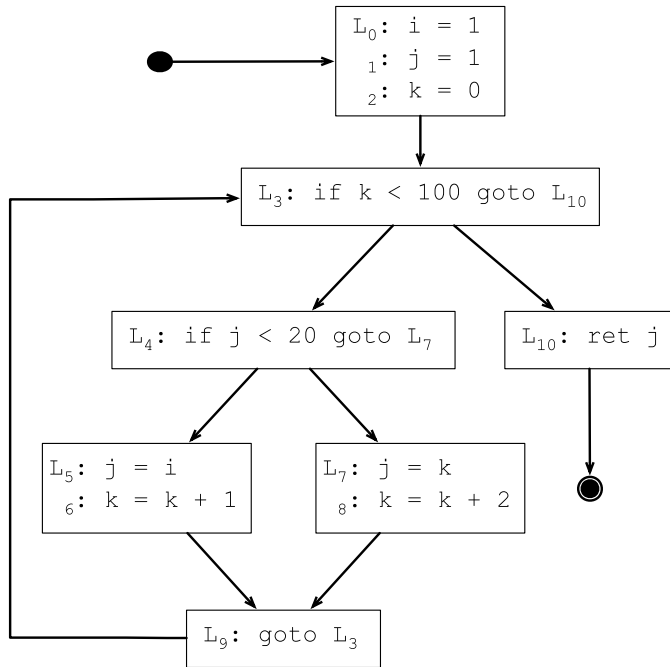 L₀: i = 1
₁: j = 1
₂: k = 0
L₃: if k < 100 goto L₁₀
L₄: if j < 20 goto L₇
L₁₀: ret j
L₅: j = i
₆: k = k + 1
L₇: j = k
₈: k = k + 2
L₉: goto L₃